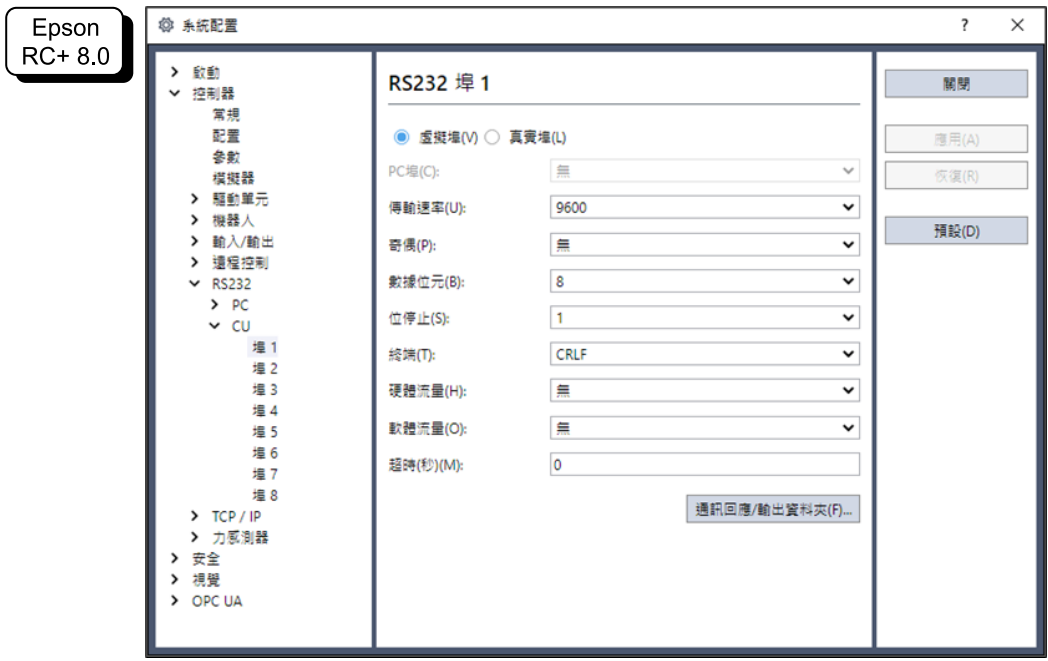 Epson
RC+ 8.0
系統配置
?
啟動
控制器
常規
配置
參數
模擬器
驅動單元
機器人
輸入/輸出
遠程控制
RS232
PC
CU
埠 1
埠 2
埠 3
埠 4
埠 5
埠 6
埠 7
埠 8
TCP / IP
力感測器
安全
視覺
OPC UA
RS232 埠 1
虛擬埠(V) 真實埠(L)
PC埠(C): 無
傳輸速率(U): 9600
奇偶(P): 無
數據位元(B): 8
位停止(S): 1
終端(T): CRLF
硬體流量(H): 無
軟體流量(O): 無
超時(秒)(M): 0
通訊回應/輸出資料夾(F)...
關閉
應用(A)
恢復(R)
預設(D)